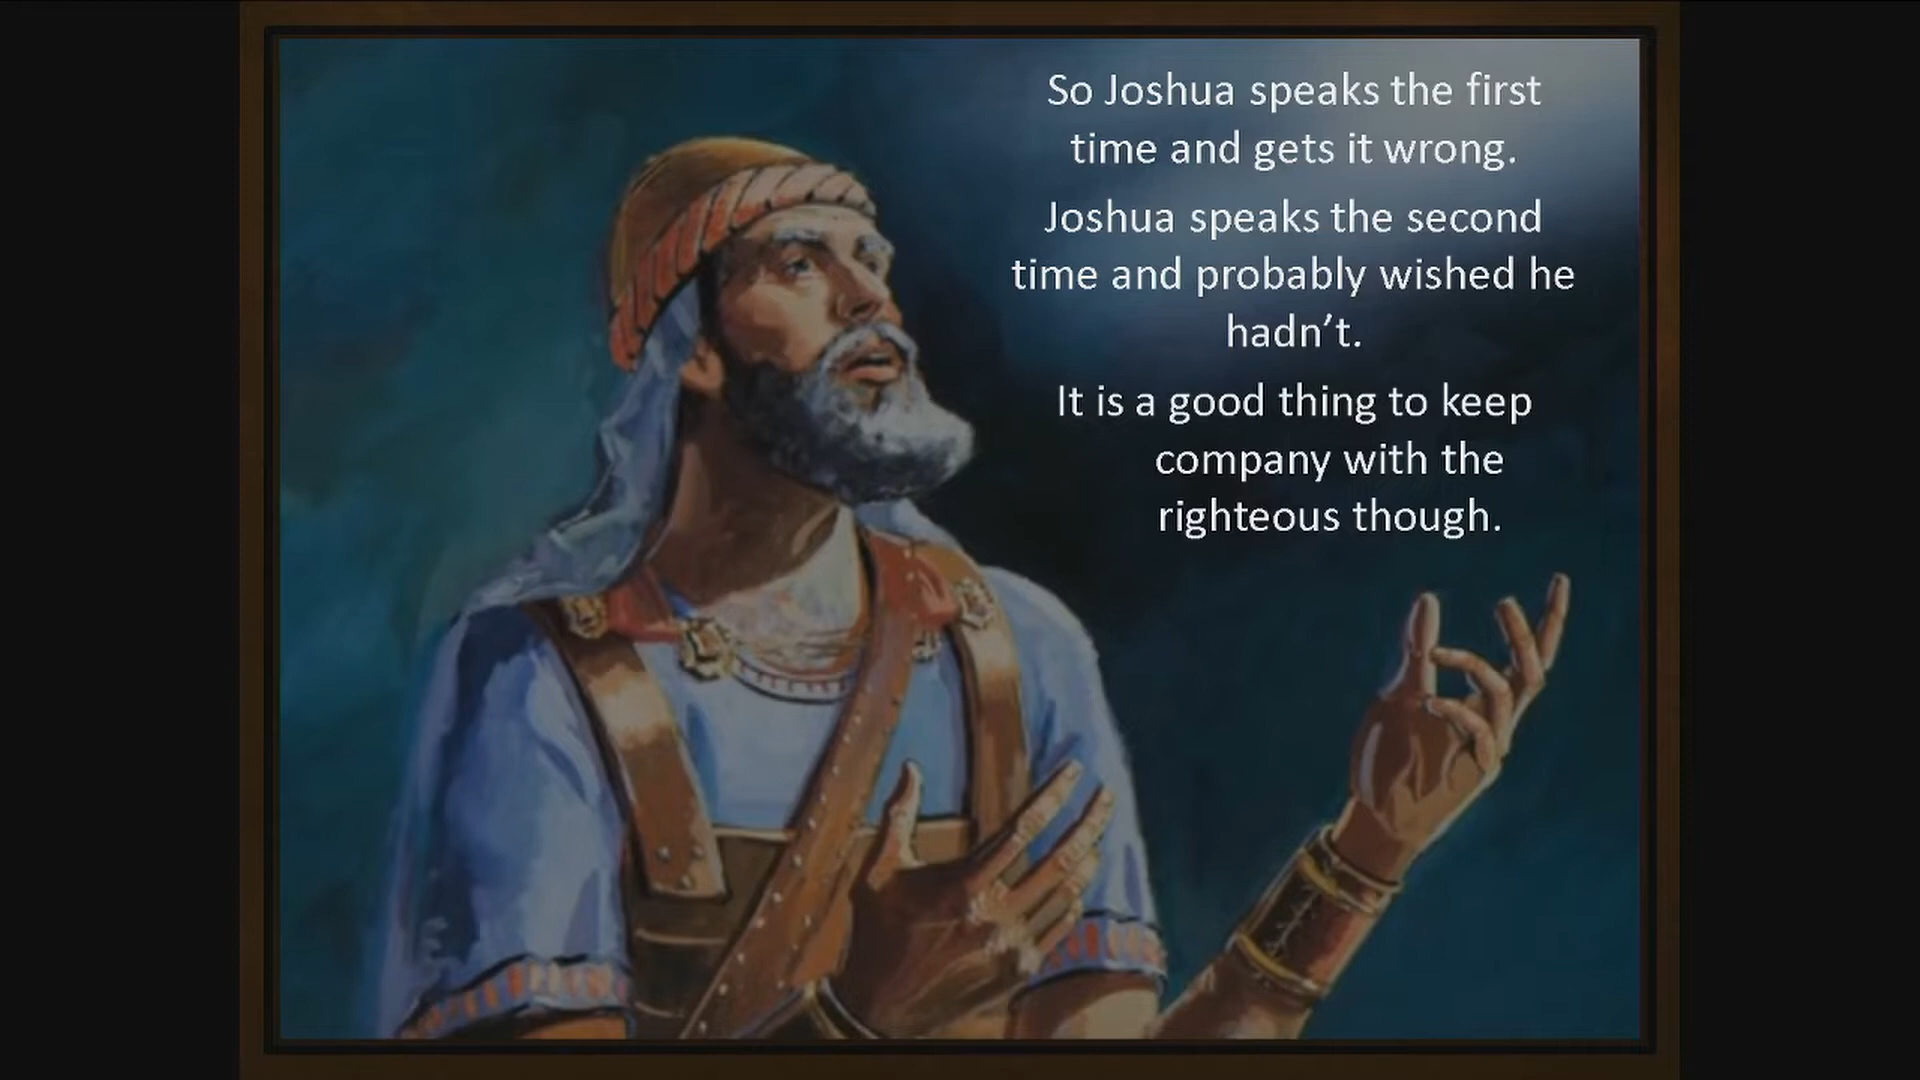 So Joshua speaks the first
time and gets it wrong.
Joshua speaks the second
time and probably wished he
hadn’t.
It is a good thing to keep
company with the
righteous though.